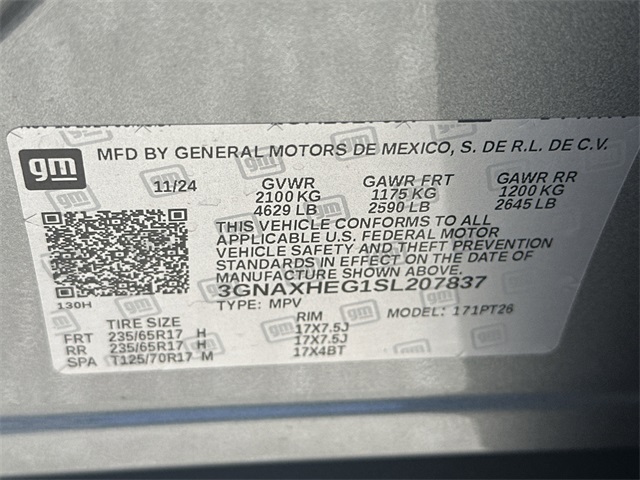 gm
MFD BY GENERAL MOTORS DE MEXICO, S. DE R.L. DE C.V.
11/24 GVWR GAWR FRT GAWR RR
2100 KG 1175 KG 1200 KG
4629 LB 2590 LB 2645 LB
THIS VEHICLE CONFORMS TO ALL
APPLICABLE U.S. FEDERAL MOTOR
VEHICLE SAFETY AND THEFT PREVENTION
STANDARDS IN EFFECT ON THE DATE OF
MANUFACTURE SHOWN ABOVE.
3GNAXHEG1SL207837
130H TYPE: MPV MODEL: 171PT26
TIRE SIZE RIM
FRT 235/65R17 H 17X7.5J
RR 235/65R17 H 17X7.5J
SPA T125/70R17 M 17X4BT